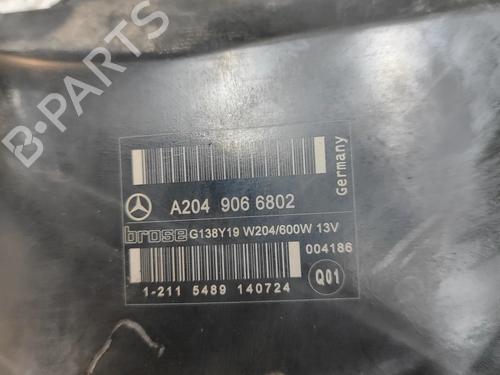 B-PARTS
Germany
A204 906 6802
brose G138Y19 W204/600W 13V
004186
Q01
1-211 5489 140724